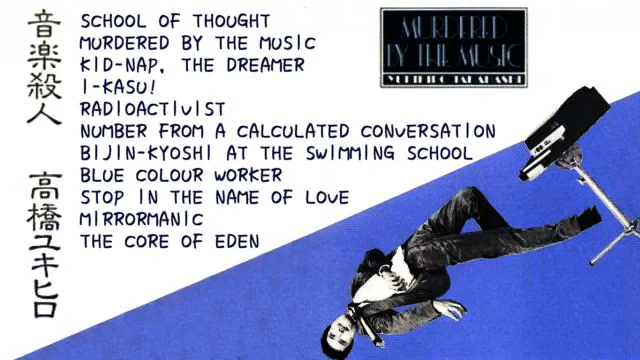 音楽殺人
高橋ユキヒロ
SCHOOL OF THOUGHT
MURDERED BY THE MUSIC
KID-NAP, THE DREAMER
I-KASU!
RADIOACTIVIST
NUMBER FROM A CALCULATED CONVERSATION
BIJIN-KYOSHI AT THE SWIMMING SCHOOL
BLUE COLOUR WORKER
STOP IN THE NAME OF LOVE
MIRRORMANIC
THE CORE OF EDEN
MURDERED
BY THE MUSIC
YUKIHIRO TAKAHASHI